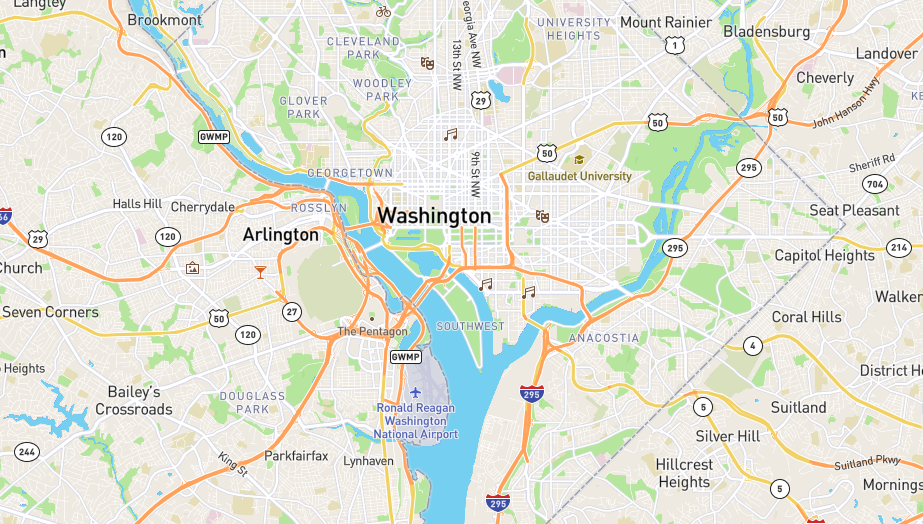 Langley
Brookmont
CLEVELAND
PARK
Georgia Ave NW
13th St NW
UNIVERSITY
HEIGHTS
Mount Rainier
1
Bladensburg
Landover
Cheverly
WOODLEY
PARK
GLOVER
PARK
29
50
50
John Hanson Hwy
120
GWMP
9th St NW
50
Gallaudet University
295
Sheriff Rd
704
GEORGETOWN
Halls Hill
Cherrydale
ROSSLYN
Washington
Seat Pleasant
66
29
120
Arlington
295
214
Capitol Heights
Church
Walker
Seven Corners
50
27
120
The Pentagon
SOUTHWEST
ANACOSTIA
Coral Hills
4
GWMP
Heights
District He
Bailey's
Crossroads
DOUGLASS
PARK
Ronald Reagan
Washington
National Airport
295
5
Suitland
Silver Hill
244
King St
Parkfairfax
Lynhaven
Hillcrest
Heights
Suitland Pkwy
5
Mornings
295